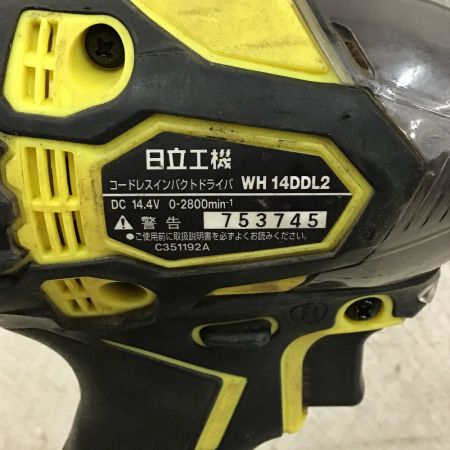 日立工機
コードレスインパクトドライバ WH 14DDL2
DC 14.4V 0-2800min-1
警告 753745
●ご使用前に取扱説明書を必ずよくお読みください。
C351192A